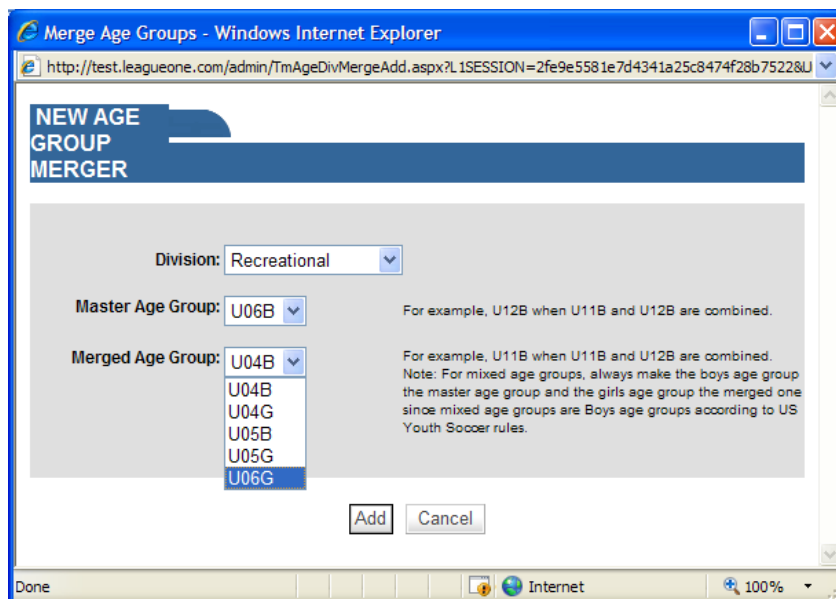 Merge Age Groups - Windows Internet Explorer
http://test.leagueone.com/admin/TmAgeDivMergeAdd.aspx?L1SESSION=2fe9e5581e7d4341a25c8474f28b7522&U
NEW AGE
GROUP
MERGER
Division: Recreational
Master Age Group: U06B
For example, U12B when U11B and U12B are combined.
Merged Age Group: U04B
For example, U11B when U11B and U12B are combined.
Note: For mixed age groups, always make the boys age group
the master age group and the girls age group the merged one
since mixed age groups are Boys age groups according to US
Youth Soccer rules.
U04B
U04G
U05B
U05G
U06G
Add Cancel
Done Internet 100%